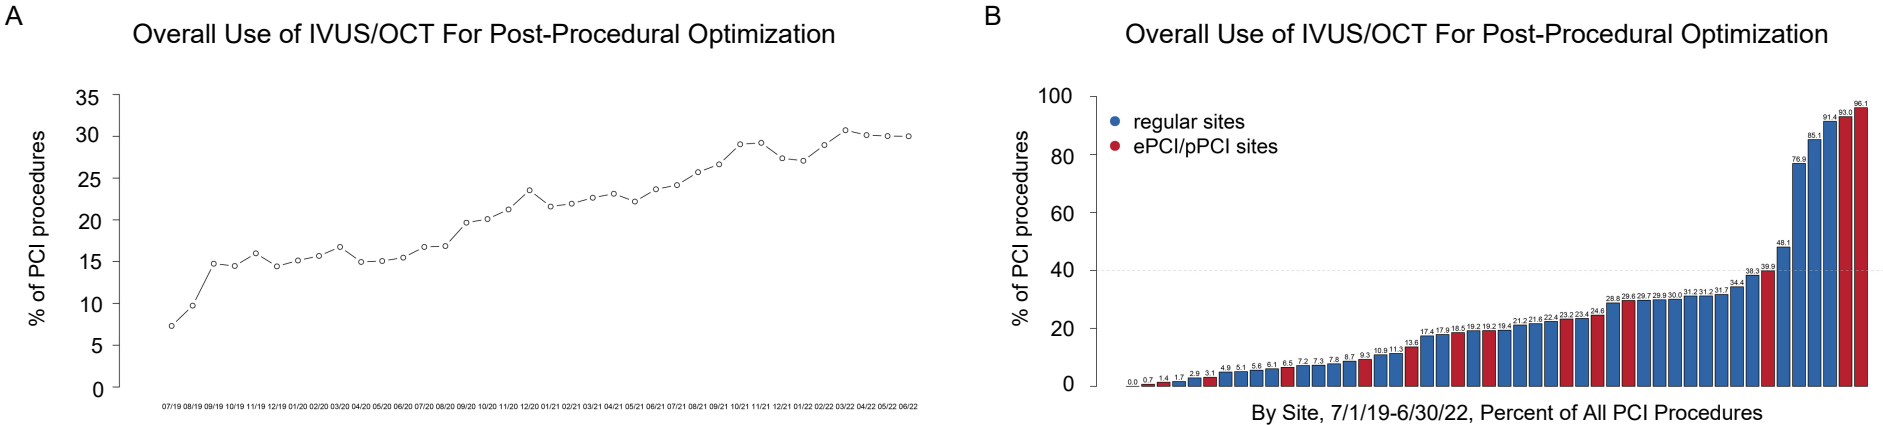 A
Overall Use of IVUS/OCT For Post-Procedural Optimization
% of PCI procedures
35
30
25
20
15
10
5
0
07/19 08/19 09/19 10/19 11/19 12/19 01/20 02/20 03/20 04/20 05/20 06/20 07/20 08/20 09/20 10/20 11/20 12/20 01/21 02/21 03/21 04/21 05/21 06/21 07/21 08/21 09/21 10/21 11/21 12/21 01/22 02/22 03/22 04/22 05/22 06/22
B
Overall Use of IVUS/OCT For Post-Procedural Optimization
% of PCI procedures
100
80
60
40
20
0
regular sites
ePCI/pPCI sites
0.0 0.7 1.4 1.7 2.9 3.1 4.9 5.1 5.6 6.1 6.5 7.2 7.3 7.8 8.7 9.3 10.9 11.3 13.6 17.4 17.9 18.5 19.2 19.2 19.4 21.2 21.6 22.4 23.2 23.4 24.6 28.8 29.6 29.7 29.9 30.0 31.2 31.2 31.7 34.4 38.3 39.9 48.1 76.9 85.1 91.4 93.0 96.1
By Site, 7/1/19-6/30/22, Percent of All PCI Procedures